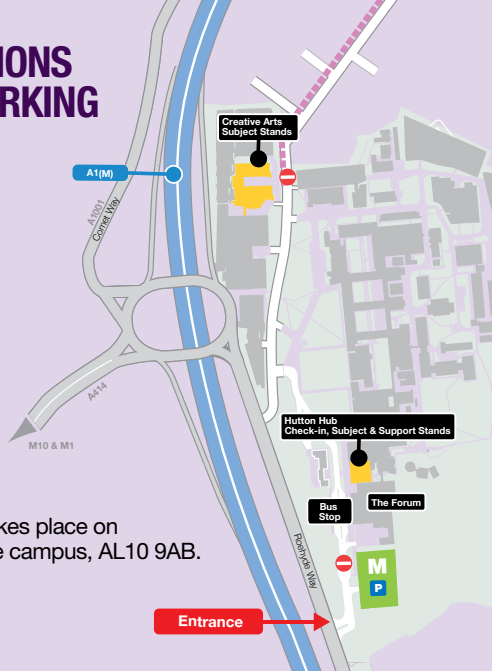 IONS
RKING
Creative Arts
Subject Stands
A1(M)
A1001
Comet Way
A414
M10 & M1
Hutton Hub
Check-in, Subject & Support Stands
Bus
Stop
The Forum
kes place on
e campus, AL10 9AB.
Roehyde Way
M
P
Entrance